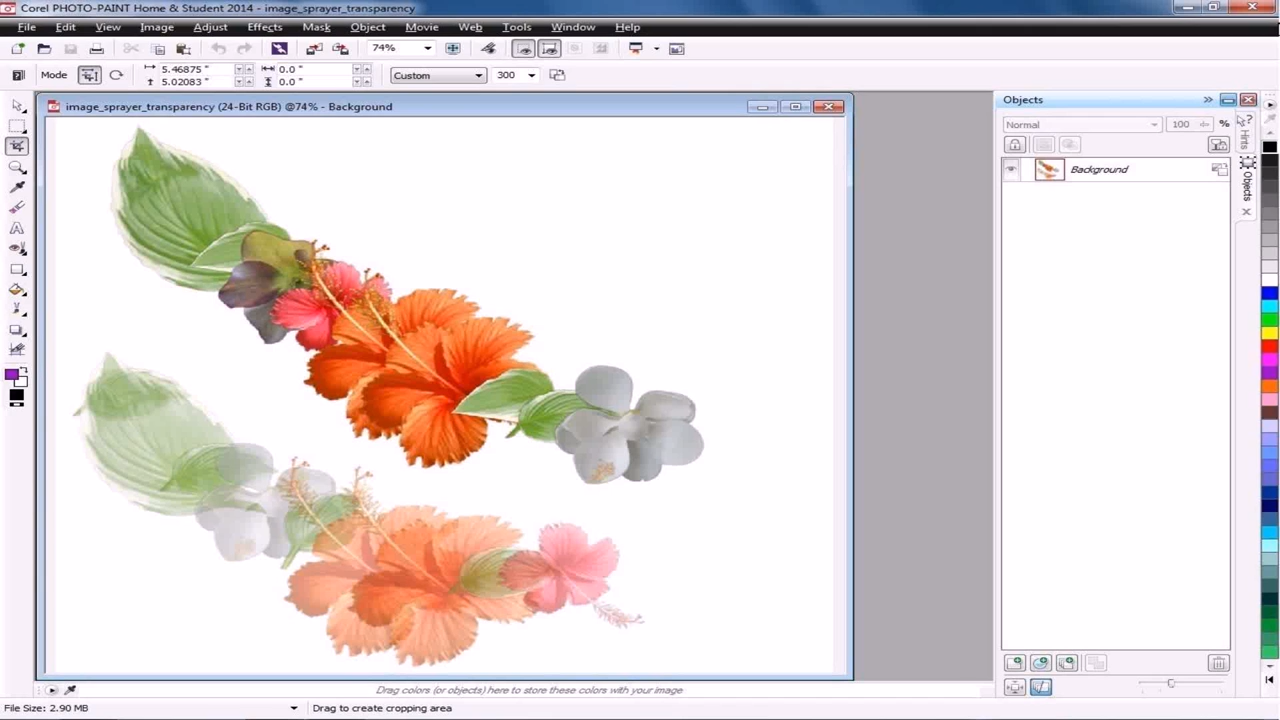 Corel PHOTO-PAINT Home & Student 2014 - image_sprayer_transparency
File Edit View Image Adjust Effects Mask Object Movie Web Tools Window Help
74%
Mode 5.46875 " 0.0 " Custom 300
5.02083 " 0.0 "
image_sprayer_transparency (24-Bit RGB) @74% - Background
Objects
Normal 100 %
Hints
Background
Objects
Drag colors (or objects) here to store these colors with your image
File Size: 2.90 MB Drag to create cropping area